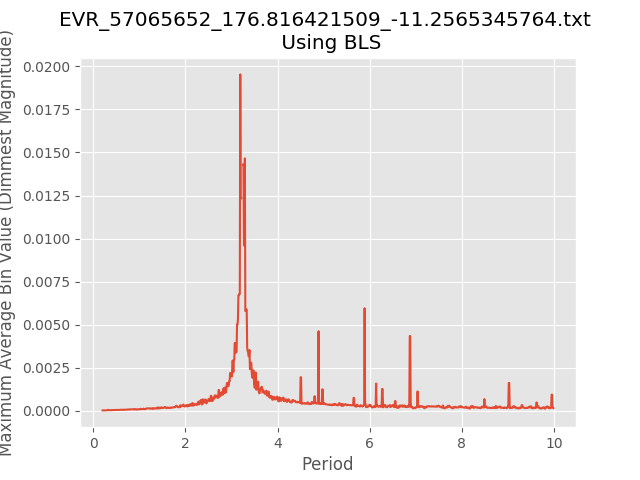 EVR_57065652_176.816421509_-11.2565345764.txt
Using BLS
Maximum Average Bin Value (Dimmest Magnitude)
0.0200
0.0175
0.0150
0.0125
0.0100
0.0075
0.0050
0.0025
0.0000
0 2 4 6 8 10
Period